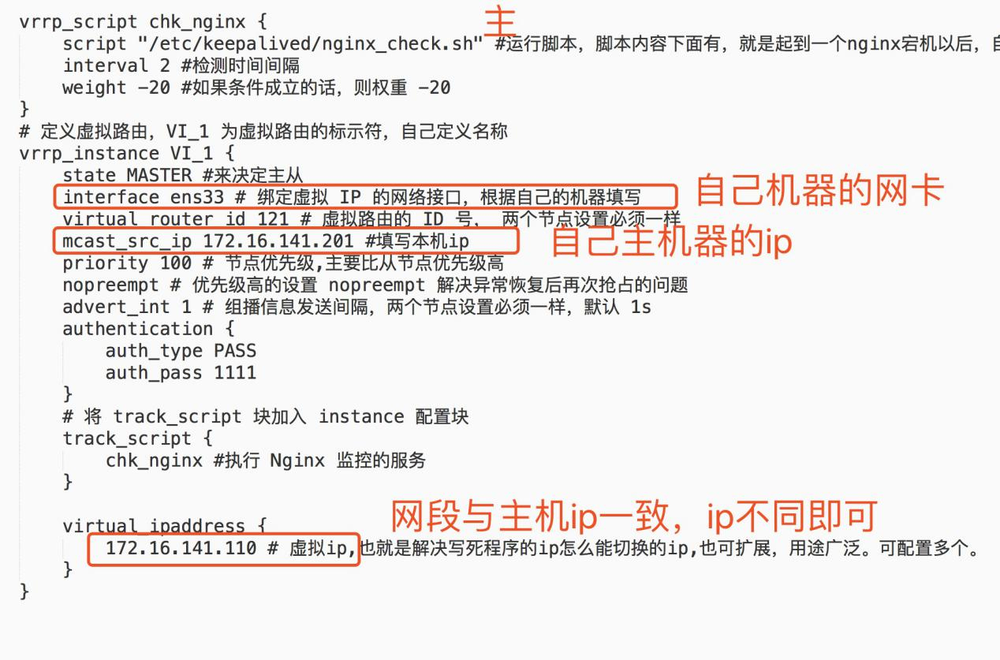 主
vrrp_script chk_nginx {
script "/etc/keepalived/nginx_check.sh" #运行脚本，脚本内容下面有，就是起到一个nginx宕机以后，自
interval 2 #检测时间间隔
weight -20 #如果条件成立的话，则权重 -20
}
# 定义虚拟路由，VI_1 为虚拟路由的标示符，自己定义名称
vrrp_instance VI_1 {
state MASTER #来决定主从
interface ens33 # 绑定虚拟 IP 的网络接口，根据自己的机器填写
自己机器的网卡
virtual_router_id 121 # 虚拟路由的 ID 号， 两个节点设置必须一样
mcast_src_ip 172.16.141.201 #填写本机ip
自己主机器的ip
priority 100 # 节点优先级,主要比从节点优先级高
nopreempt # 优先级高的设置 nopreempt 解决异常恢复后再次抢占的问题
advert_int 1 # 组播信息发送间隔，两个节点设置必须一样，默认 1s
authentication {
auth_type PASS
auth_pass 1111
}
# 将 track_script 块加入 instance 配置块
track_script {
chk_nginx #执行 Nginx 监控的服务
}
网段与主机ip一致，ip不同即可
virtual_ipaddress {
172.16.141.110 # 虚拟ip,也就是解决写死程序的ip怎么能切换的ip,也可扩展，用途广泛。可配置多个。
}
}